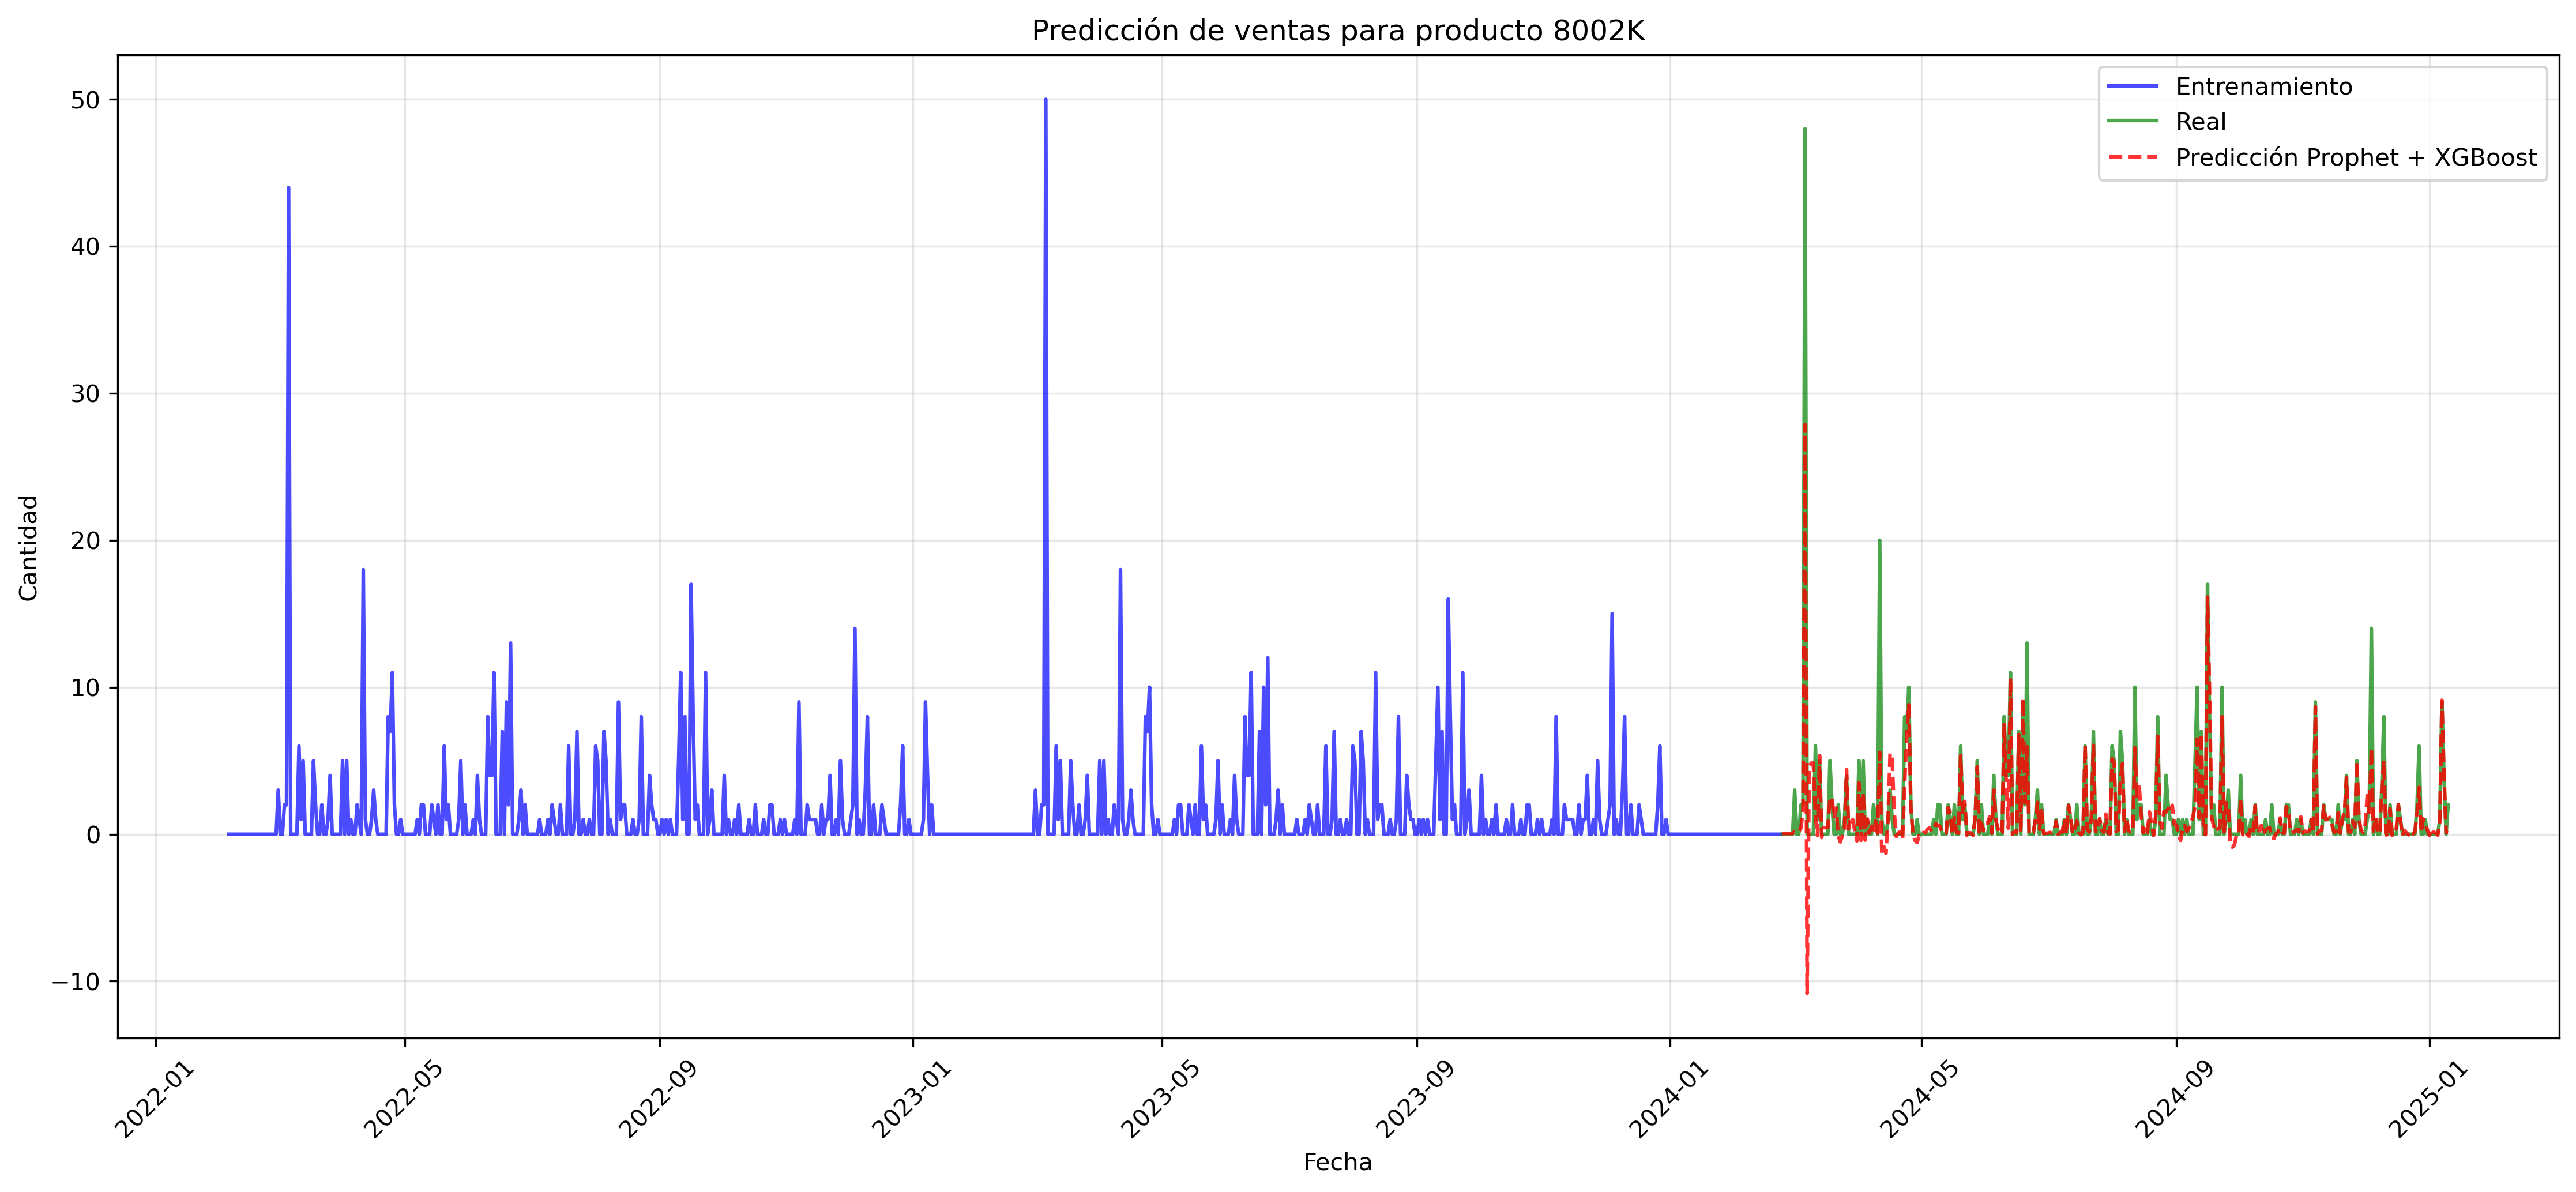 Predicción de ventas para producto 8002K
Entrenamiento
Real
Predicción Prophet + XGBoost
Cantidad
50
40
30
20
10
0
−10
2022-01
2022-05
2022-09
2023-01
2023-05
2023-09
2024-01
2024-05
2024-09
2025-01
Fecha